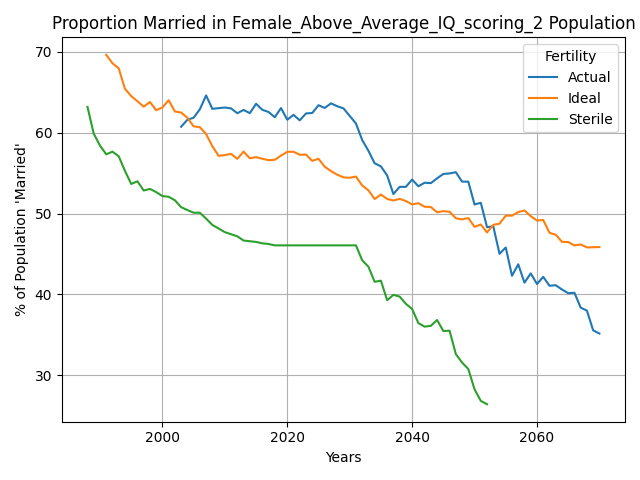 Proportion Married in Female_Above_Average_IQ_scoring_2 Population
% of Population 'Married'
70
60
50
40
30
Fertility
Actual
Ideal
Sterile
2000
2020
2040
2060
Years